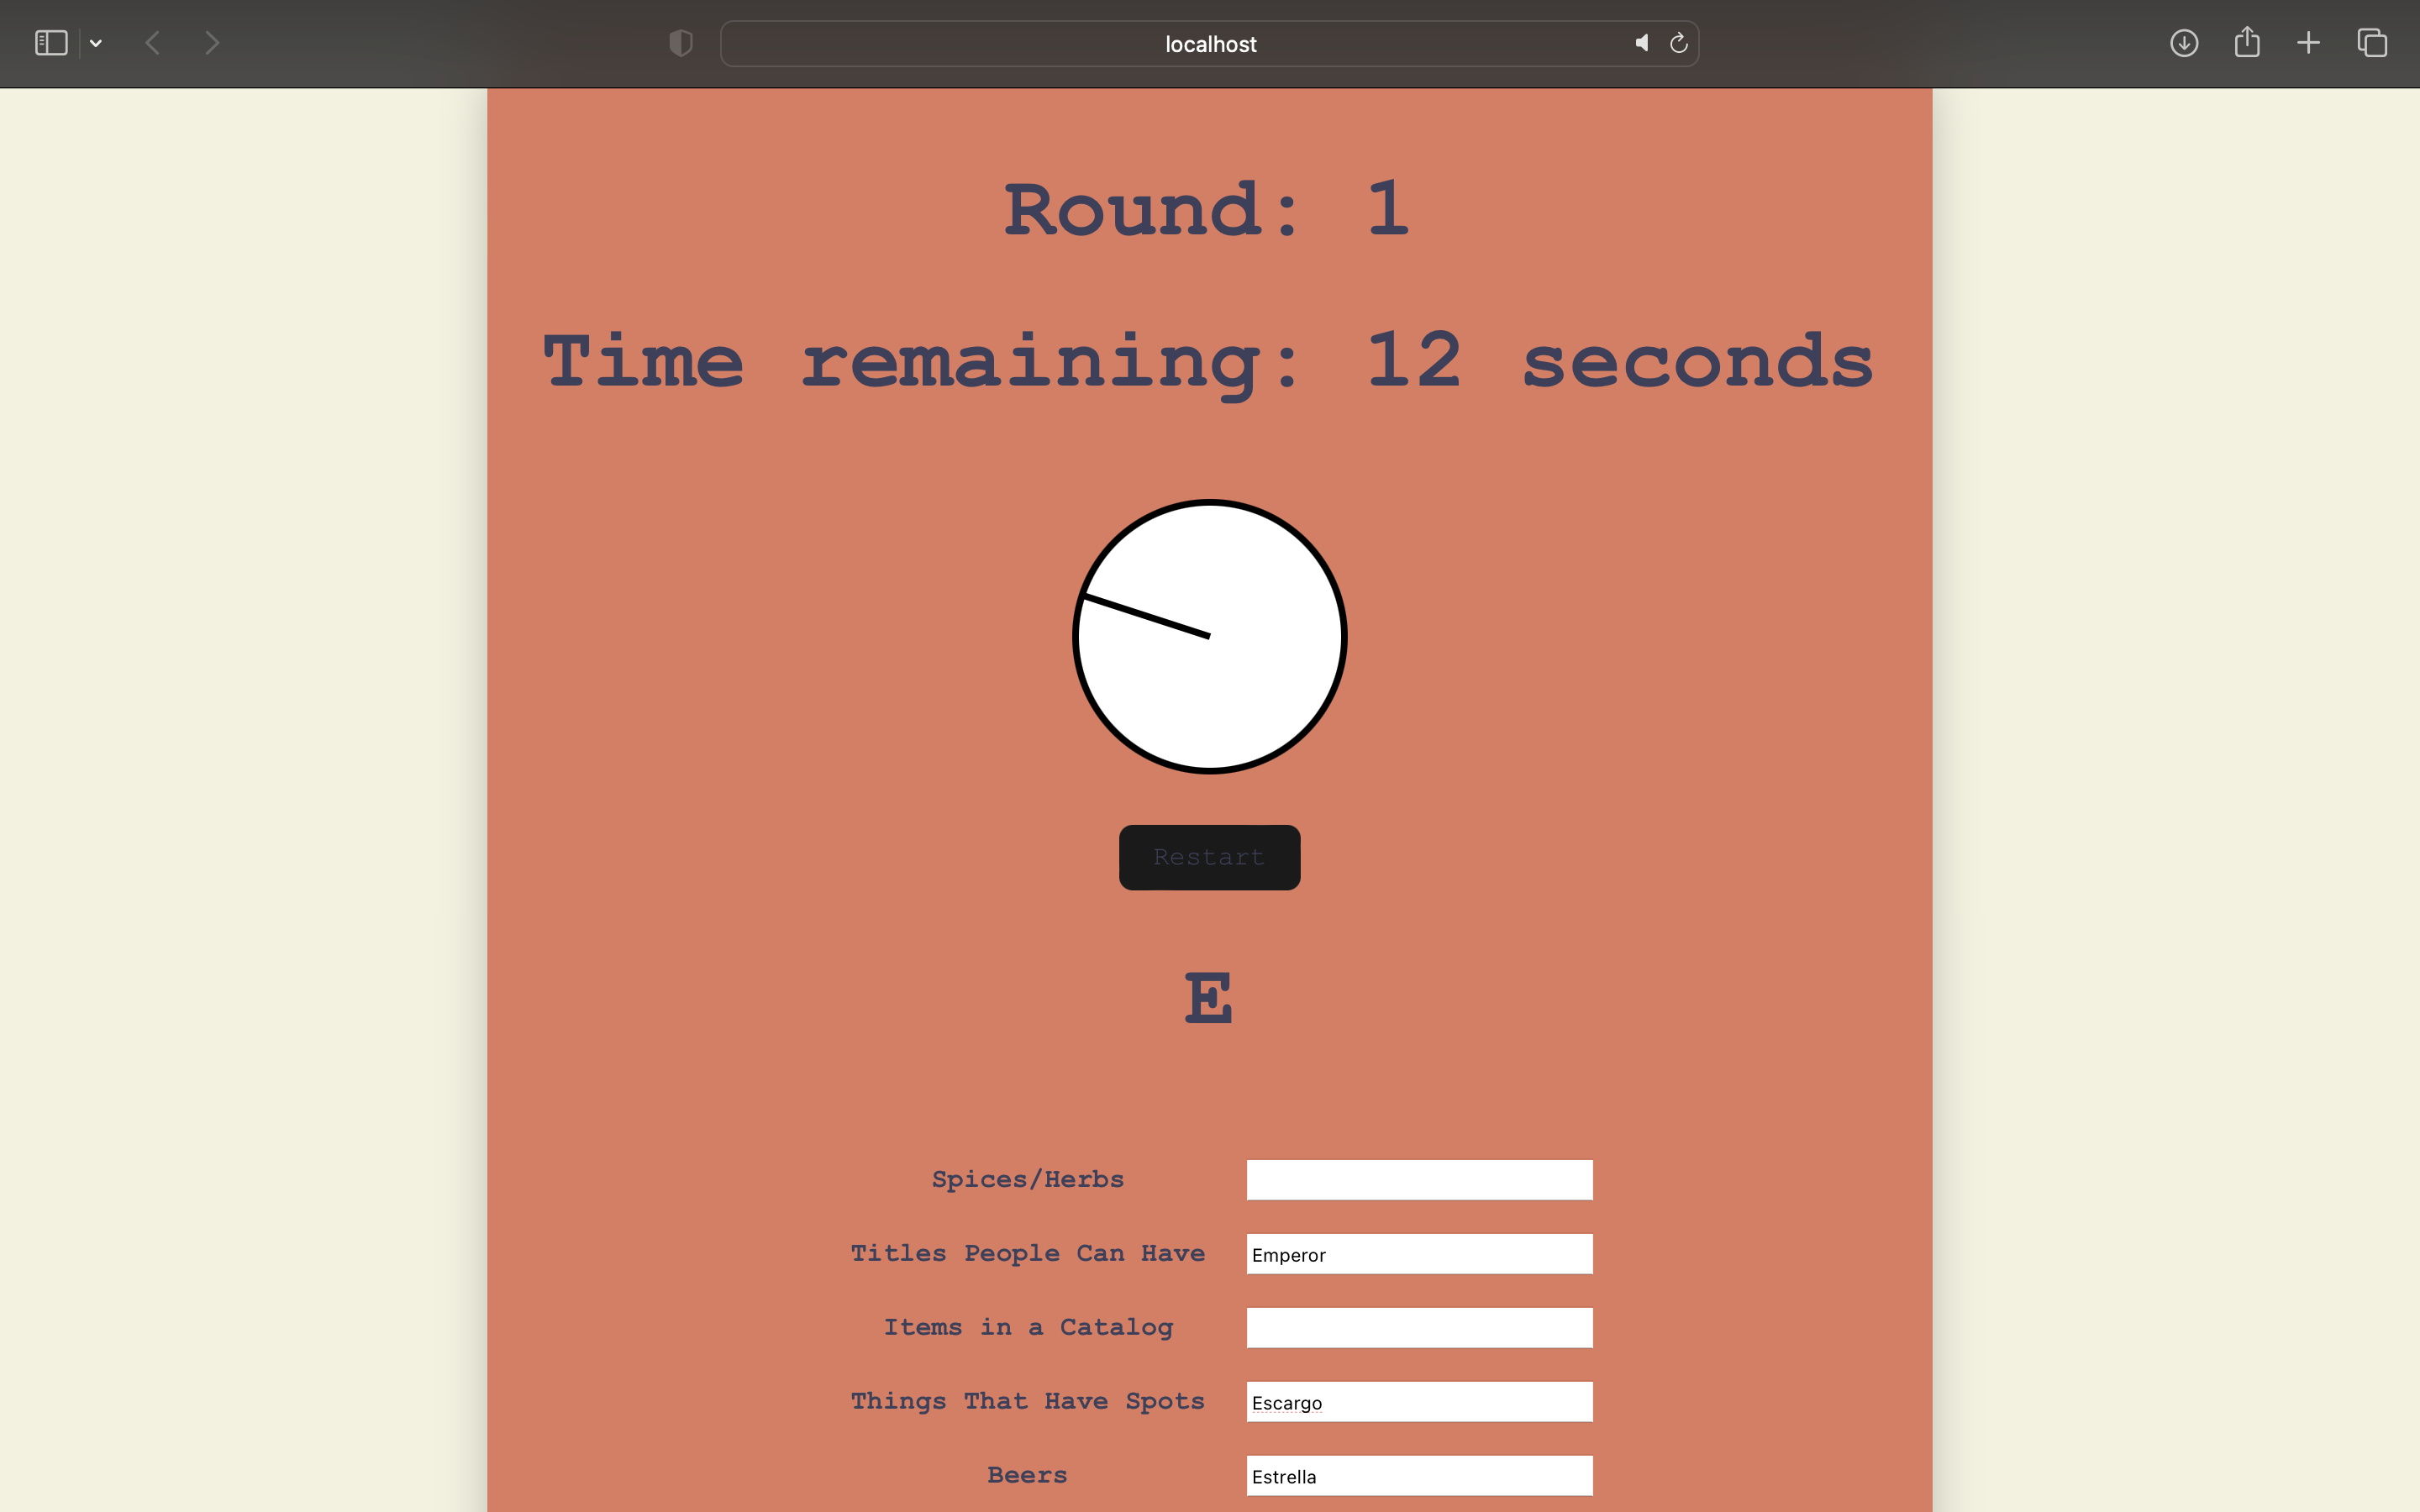 localhost
Round: 1
Time remaining: 12 seconds
Restart
E
Spices/Herbs
Titles People Can Have Emperor
Items in a Catalog
Things That Have Spots Escargo
Beers Estrella